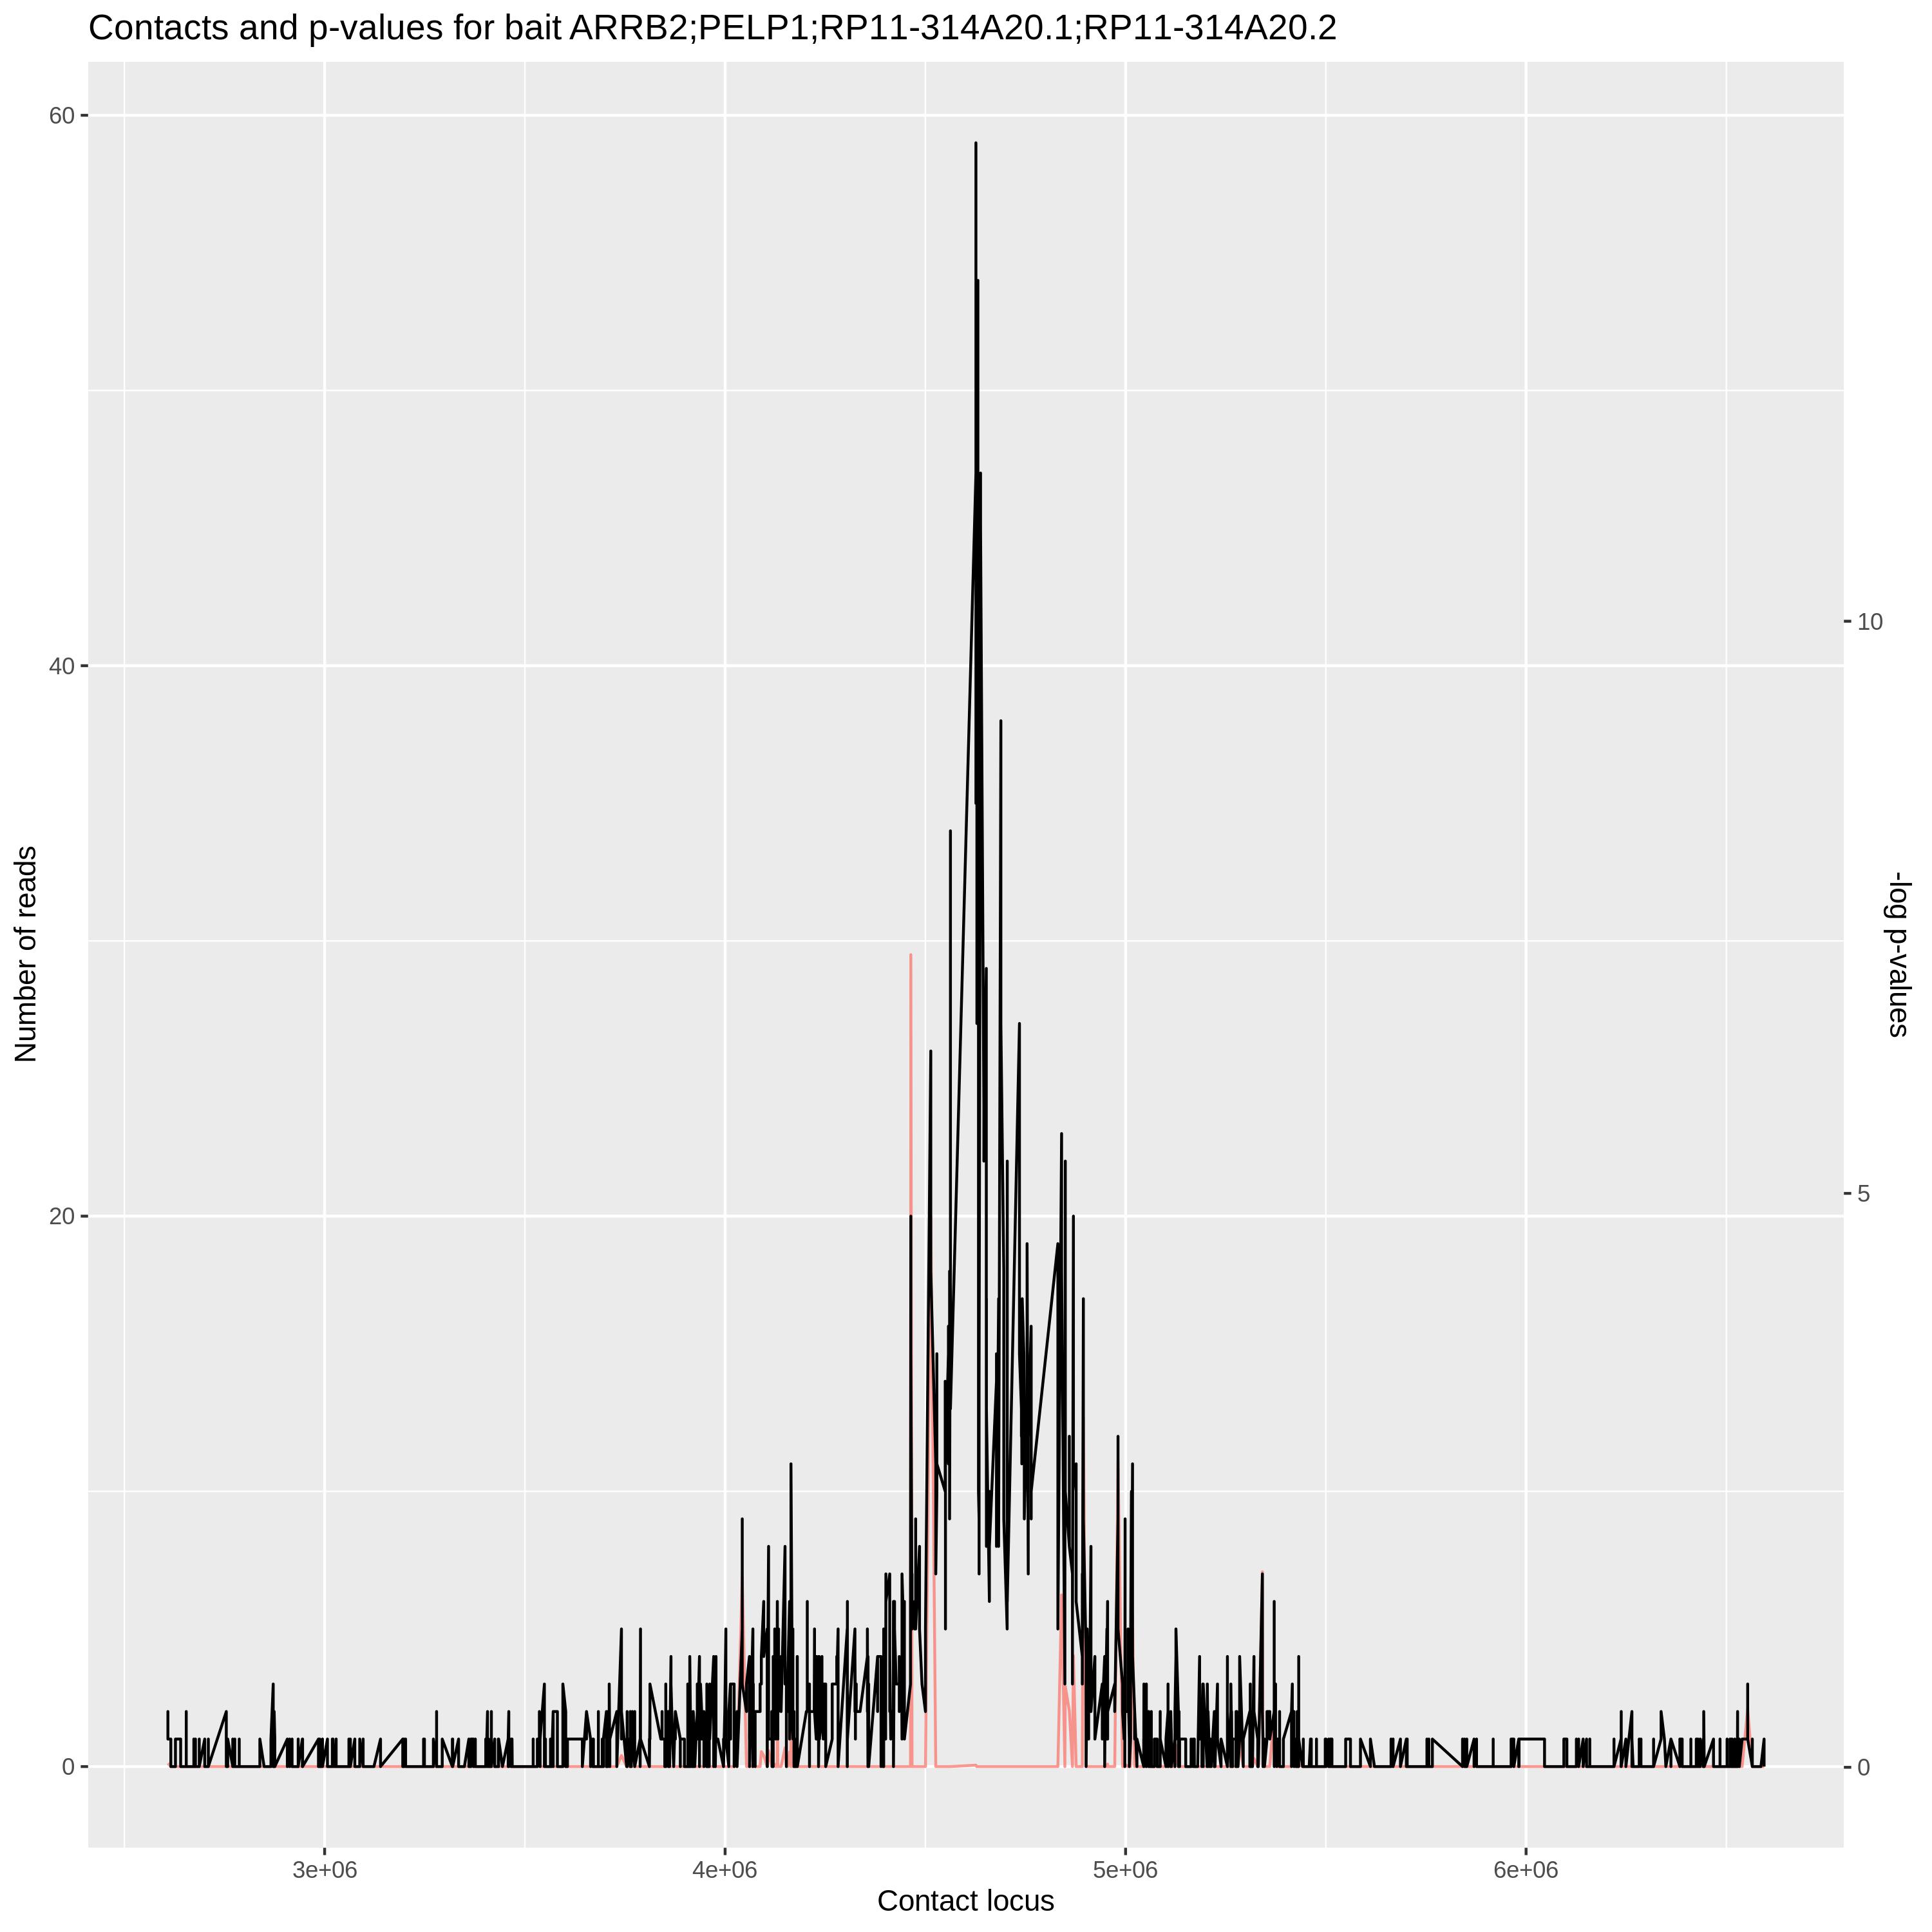 Contacts and p-values for bait ARRB2;PELP1;RP11-314A20.1;RP11-314A20.2
60
40
20
0
Number of reads
10
5
0
-log p-values
3e+06 4e+06 5e+06 6e+06
Contact locus